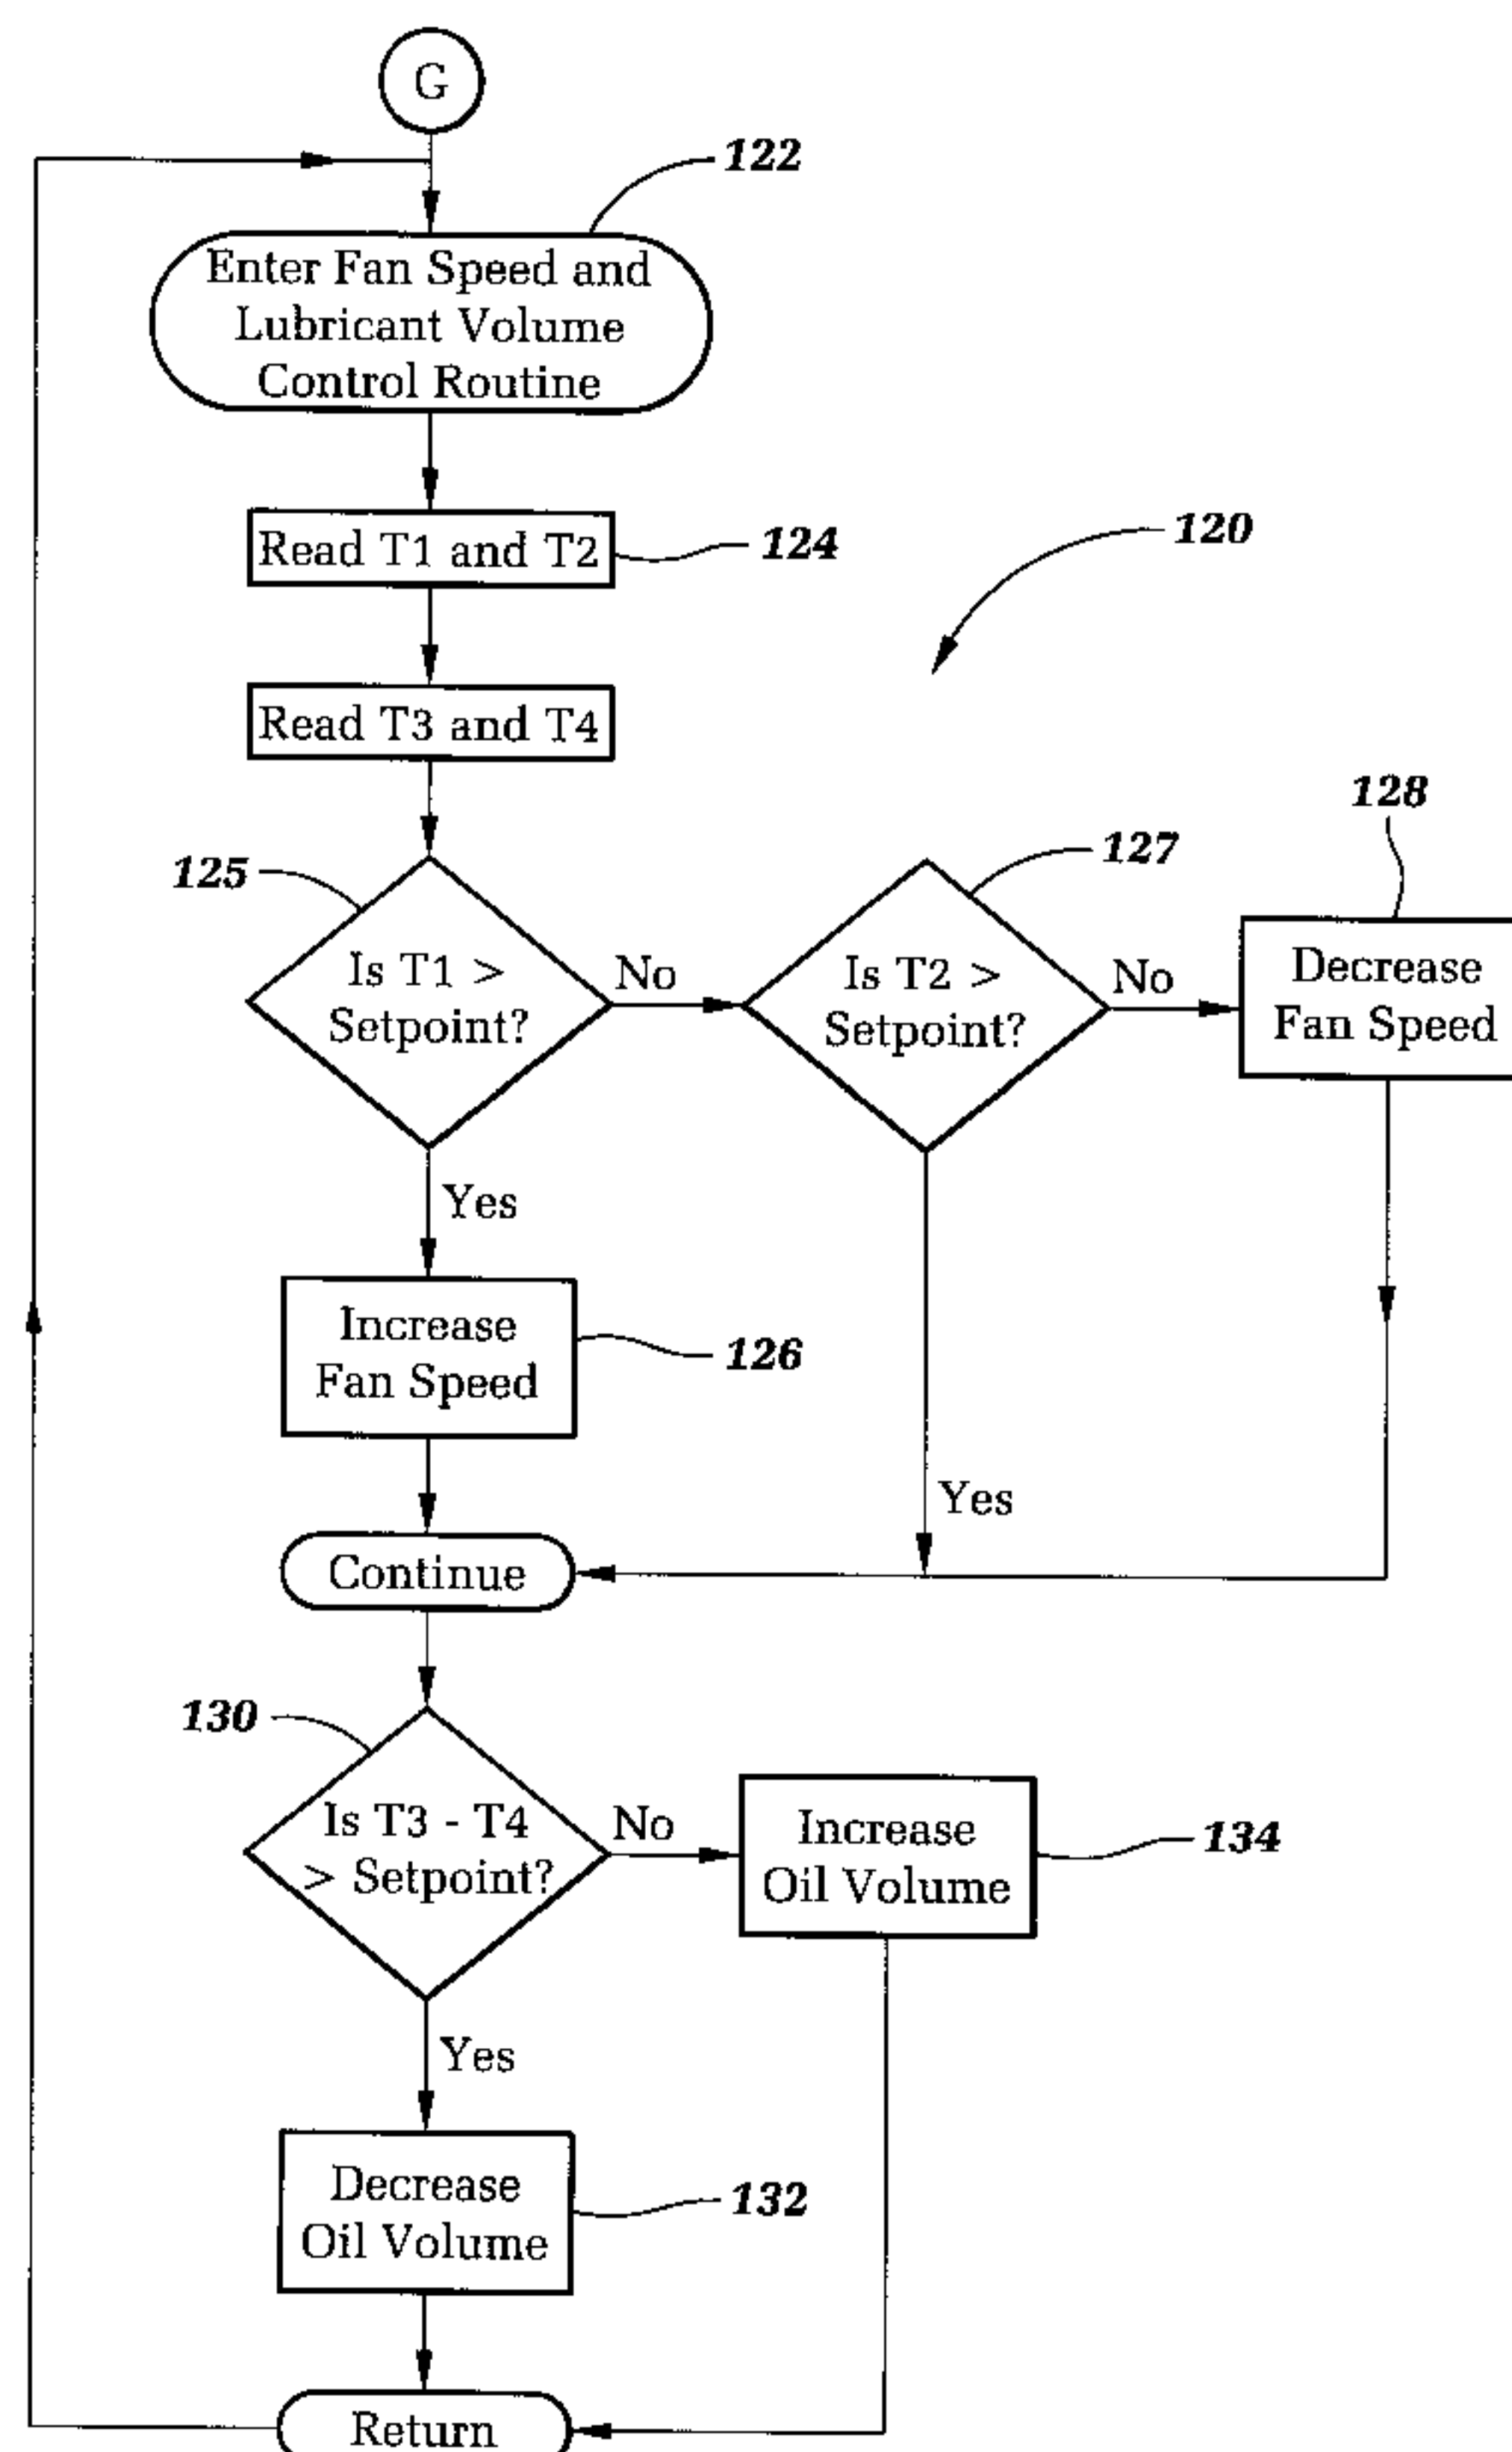 G
122
Enter Fan Speed and
Lubricant Volume
Control Routine
Read T1 and T2
124
120
Read T3 and T4
128
125
127
Is T1 >
Setpoint?
No
Is T2 >
Setpoint?
No
Decrease
Fan Speed
Yes
Increase
Fan Speed
126
Yes
Continue
130
Is T3 - T4
> Setpoint?
No
Increase
Oil Volume
134
Yes
Decrease
Oil Volume
132
Return